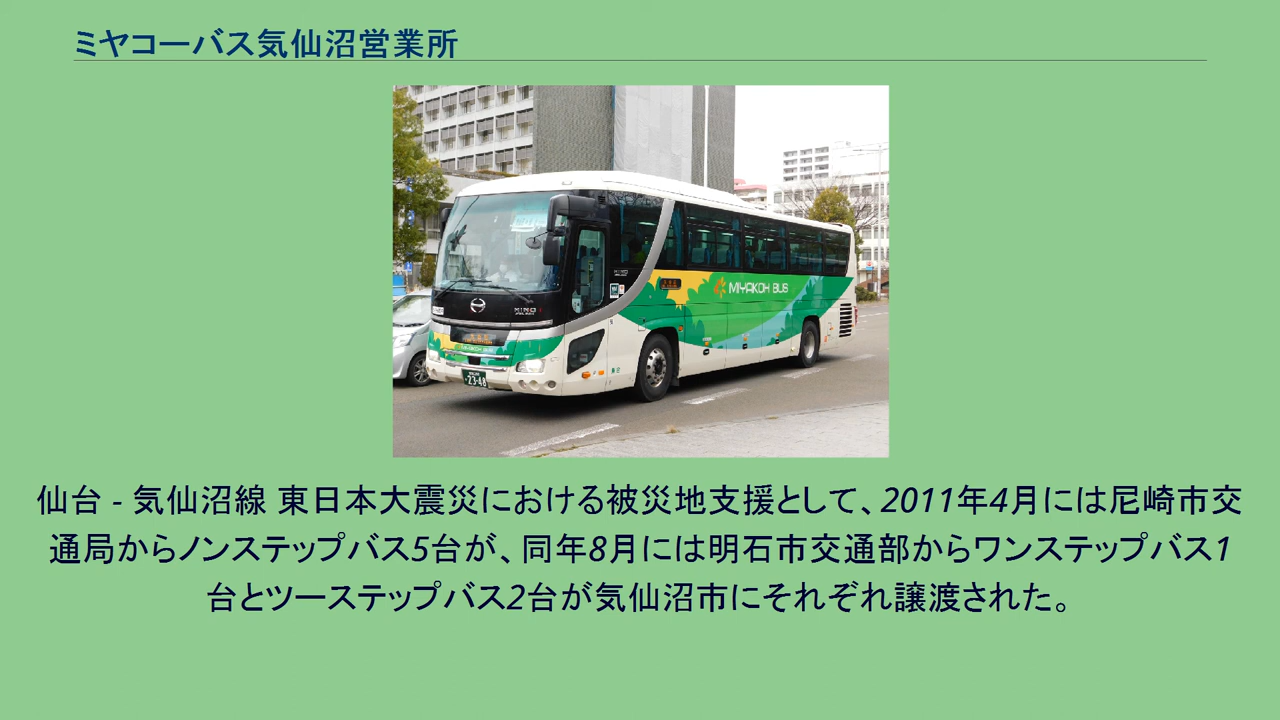 ミヤコーバス気仙沼営業所
MIYAKOH BUS
HINO
23-48
仙台 - 気仙沼線 東日本大震災における被災地支援として、2011年4月には尼崎市交
通局からノンステップバス5台が、同年8月には明石市交通部からワンステップバス1
台とツーステップバス2台が気仙沼市にそれぞれ譲渡された。